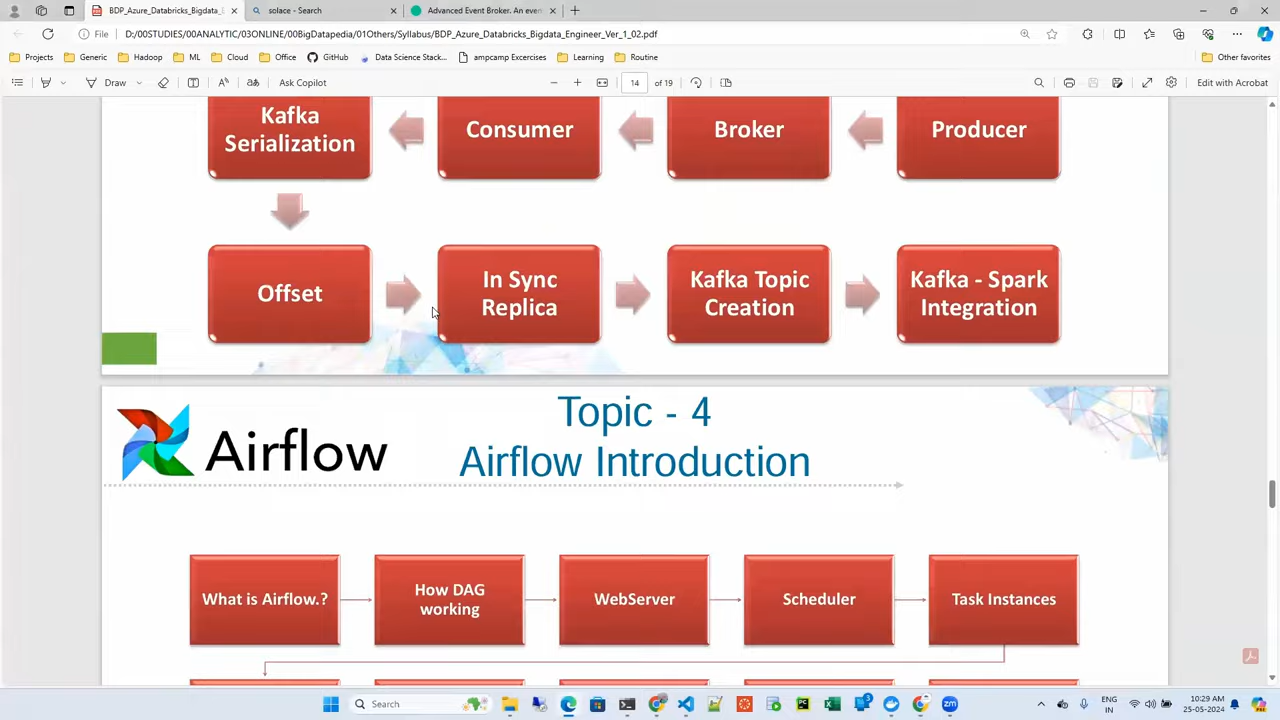 BDP_Azure_Databricks_Bigdata_
solace - Search
Advanced Event Broker. An even
File
D:/00STUDIES/00ANALYTIC/03ONLINE/00BigDatapedia/01Others/Syllabus/BDP_Azure_Databricks_Bigdata_Engineer_Ver_1_02.pdf
Projects
Generic
Hadoop
ML
Cloud
Office
GitHub
Data Science Stack...
ampcamp Excercises
Learning
Routine
Other favorites
Draw
Ask Copilot
14
of 19
Edit with Acrobat
Kafka
Serialization
Consumer
Broker
Producer
Offset
In Sync
Replica
Kafka Topic
Creation
Kafka - Spark
Integration
Airflow
Topic - 4
Airflow Introduction
What is Airflow.?
How DAG
working
WebServer
Scheduler
Task Instances
Search
ENG
IN
10:29 AM
25-05-2024